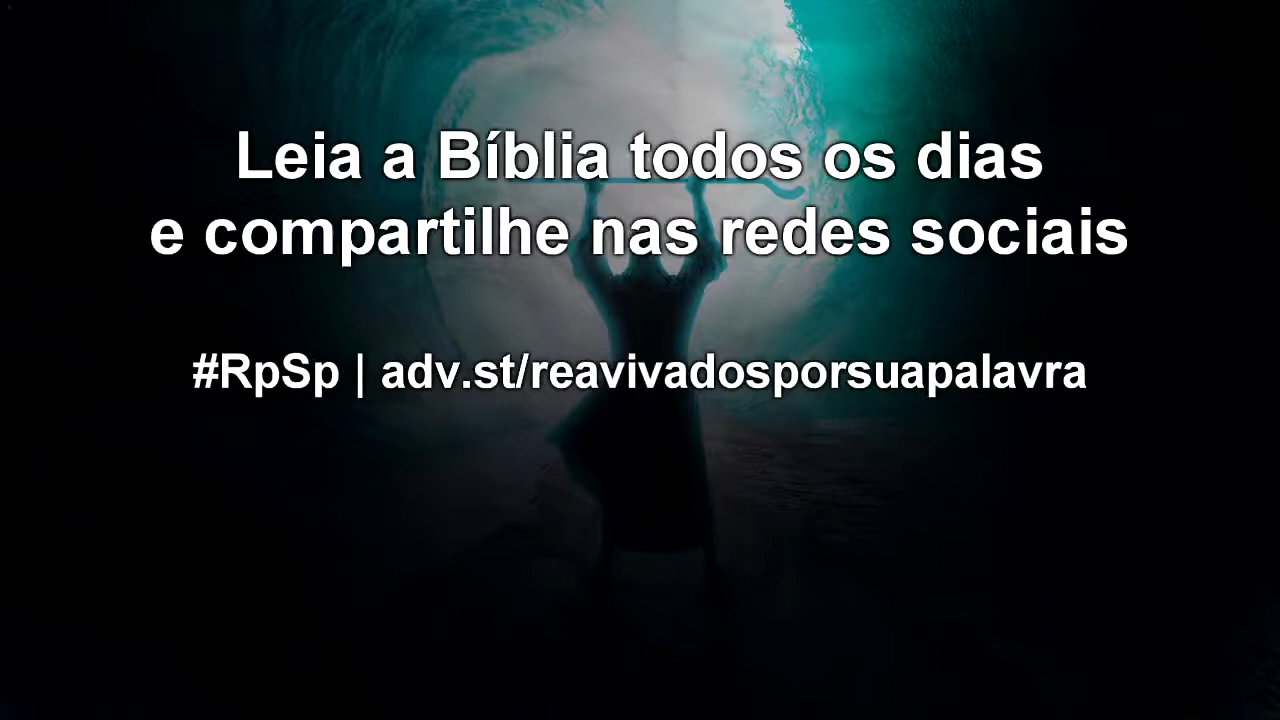 Leia a Bíblia todos os dias
e compartilhe nas redes sociais
#RpSp | adv.st/reavivadosporsuapalavra